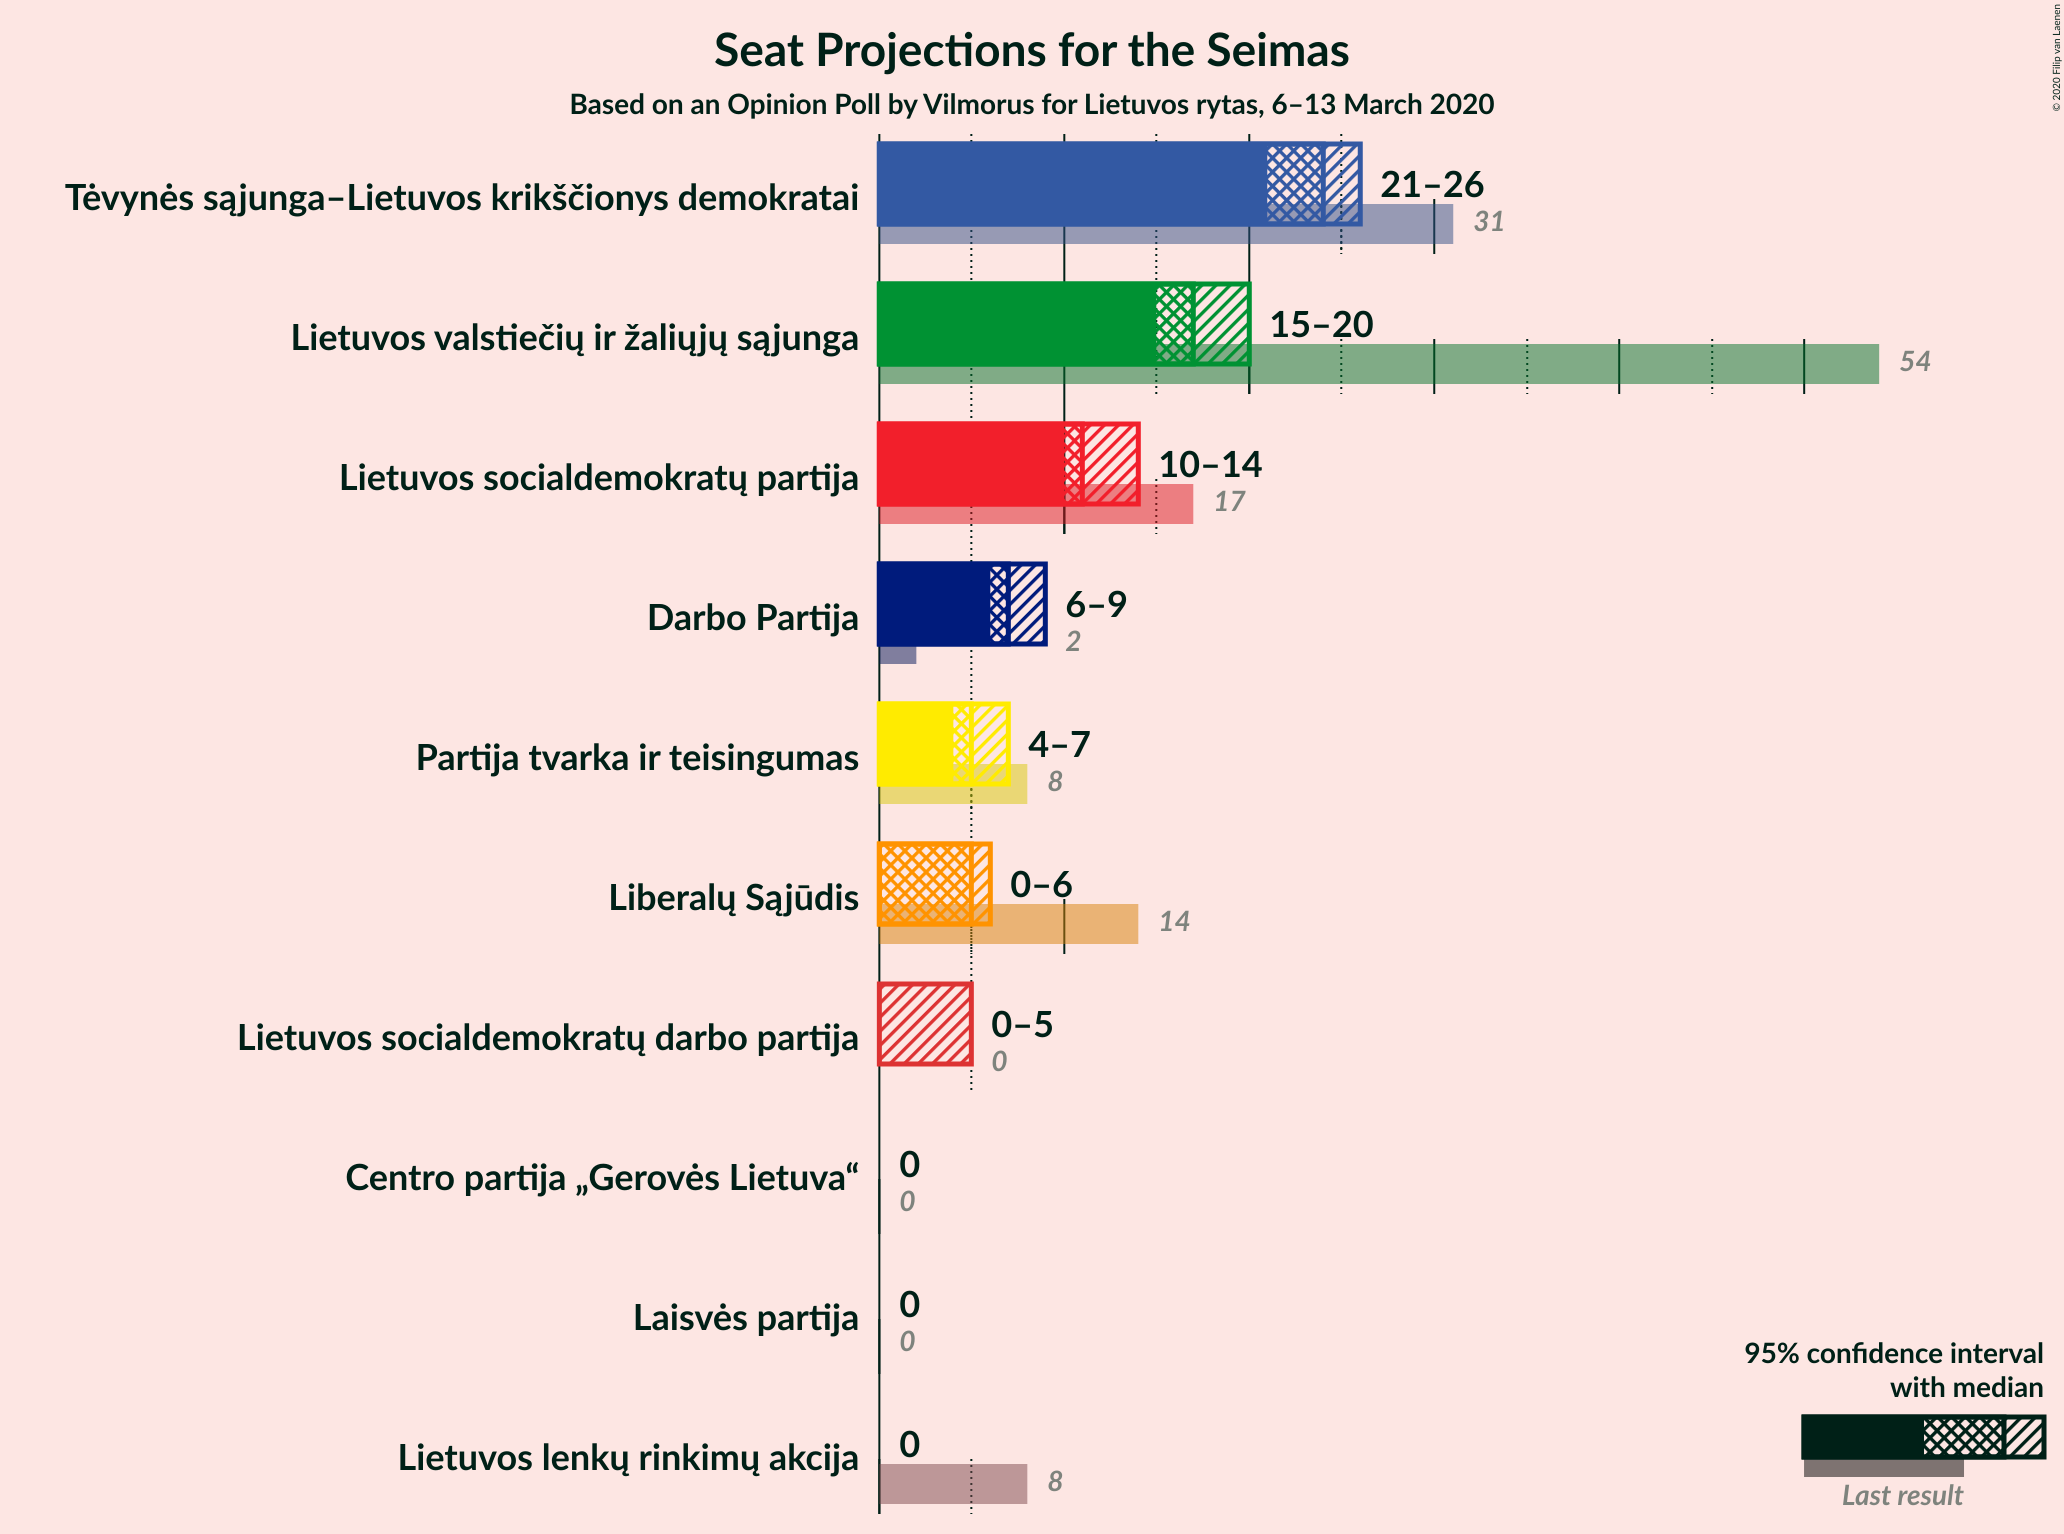 Seat Projections for the Seimas
Based on an Opinion Poll by Vilmorus for Lietuvos rytas, 6–13 March 2020
© 2020 Filip van Laenen
Tėvynės sąjunga–Lietuvos krikščionys demokratai
21–26
31
Lietuvos valstiečių ir žaliųjų sąjunga
15–20
54
Lietuvos socialdemokratų partija
10–14
17
Darbo Partija
6–9
2
Partija tvarka ir teisingumas
4–7
8
Liberalų Sąjūdis
0–6
14
Lietuvos socialdemokratų darbo partija
0–5
0
Centro partija „Gerovės Lietuva“
0
0
Laisvės partija
0
0
Lietuvos lenkų rinkimų akcija
0
8
95% confidence interval
with median
Last result